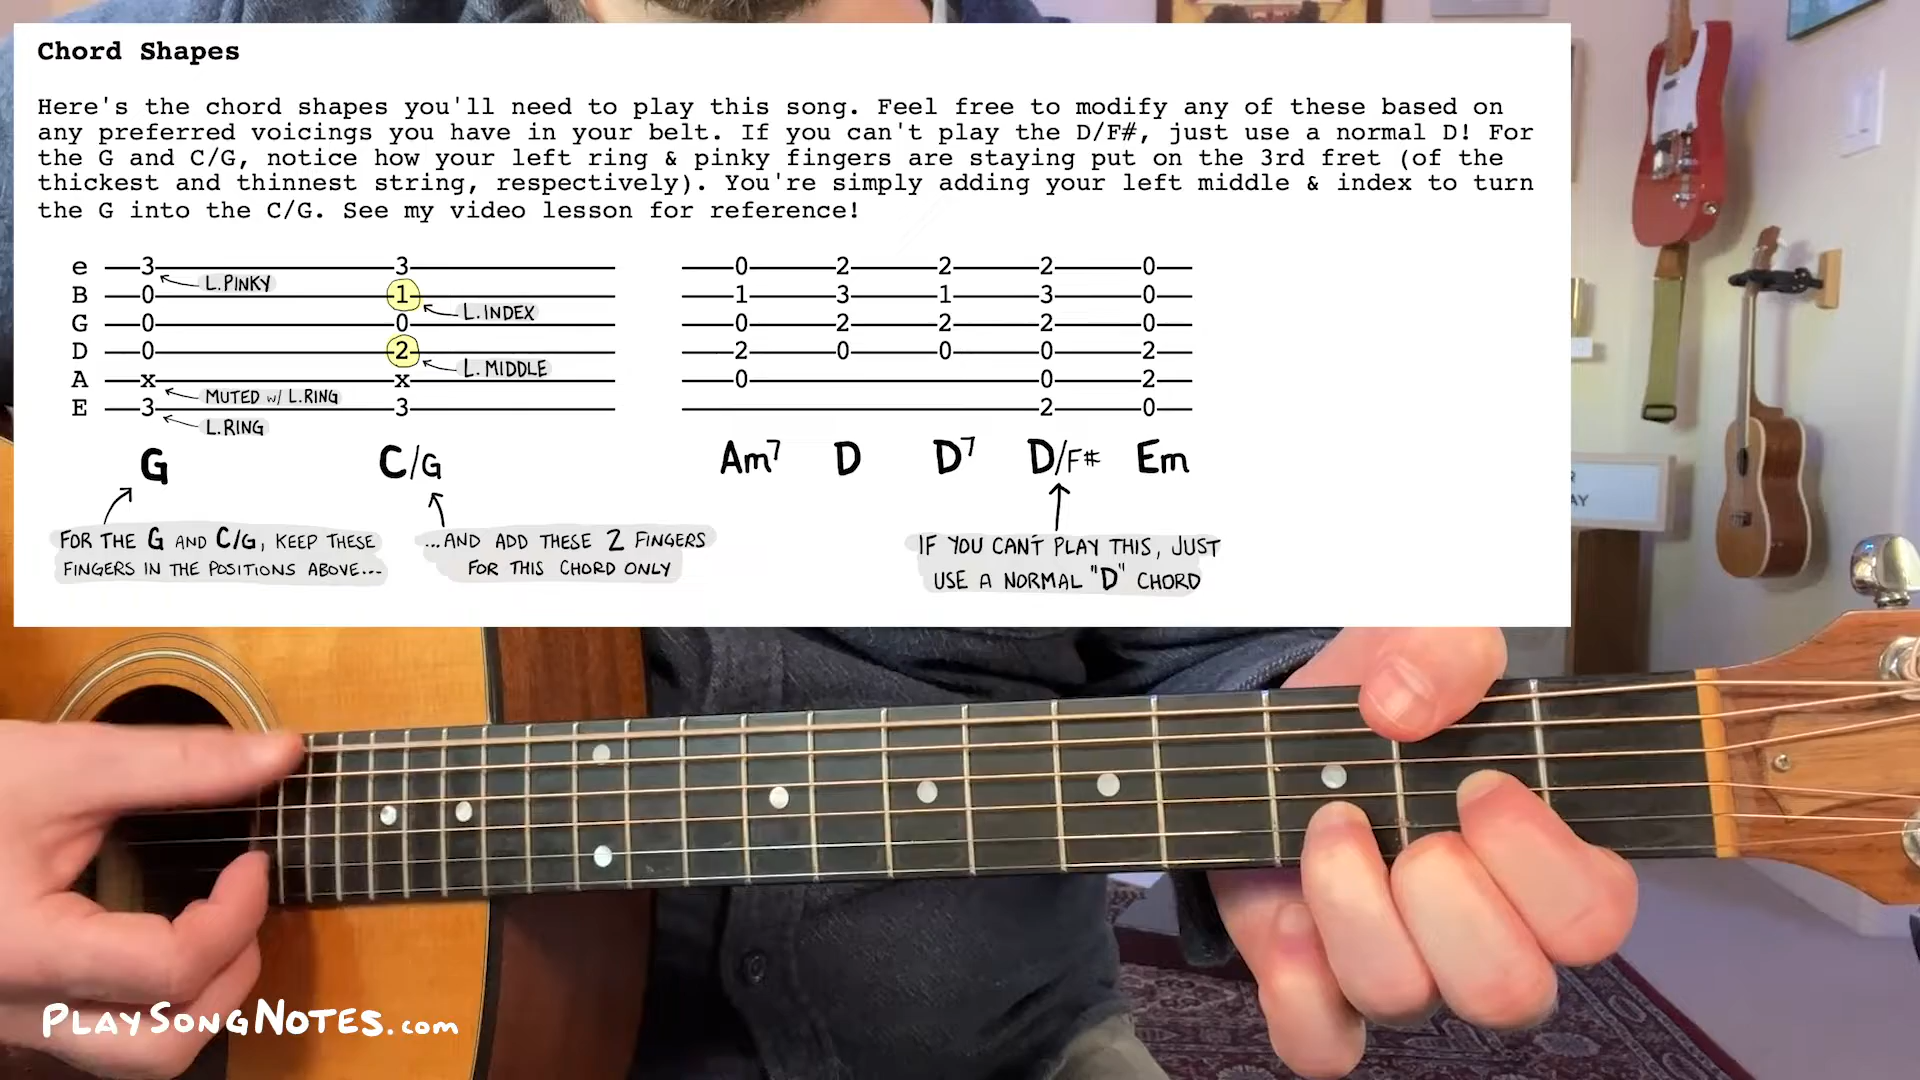 Chord Shapes
Here's the chord shapes you'll need to play this song. Feel free to modify any of these based on
any preferred voicings you have in your belt. If you can't play the D/F#, just use a normal D! For
the G and C/G, notice how your left ring & pinky fingers are staying put on the 3rd fret (of the
thickest and thinnest string, respectively). You're simply adding your left middle & index to turn
the G into the C/G. See my video lesson for reference!
e 3 3 0 2 2 2 0
L.PINKY
B 0 1 1 3 1 3 0
L.INDEX
G 0 0 0 2 2 2 0
D 0 2 2 0 0 0 2
L.MIDDLE
A x x 0 0 2
MUTED w/ L.RING
E 3 3 2 0
L.RING
G C/G Am7 D D7 D/F# Em
FOR THE G AND C/G, KEEP THESE
FINGERS IN THE POSITIONS ABOVE...
...AND ADD THESE 2 FINGERS
FOR THIS CHORD ONLY
IF YOU CAN'T PLAY THIS, JUST
USE A NORMAL "D" CHORD
R
AY
PLAYSONGNOTES.COM